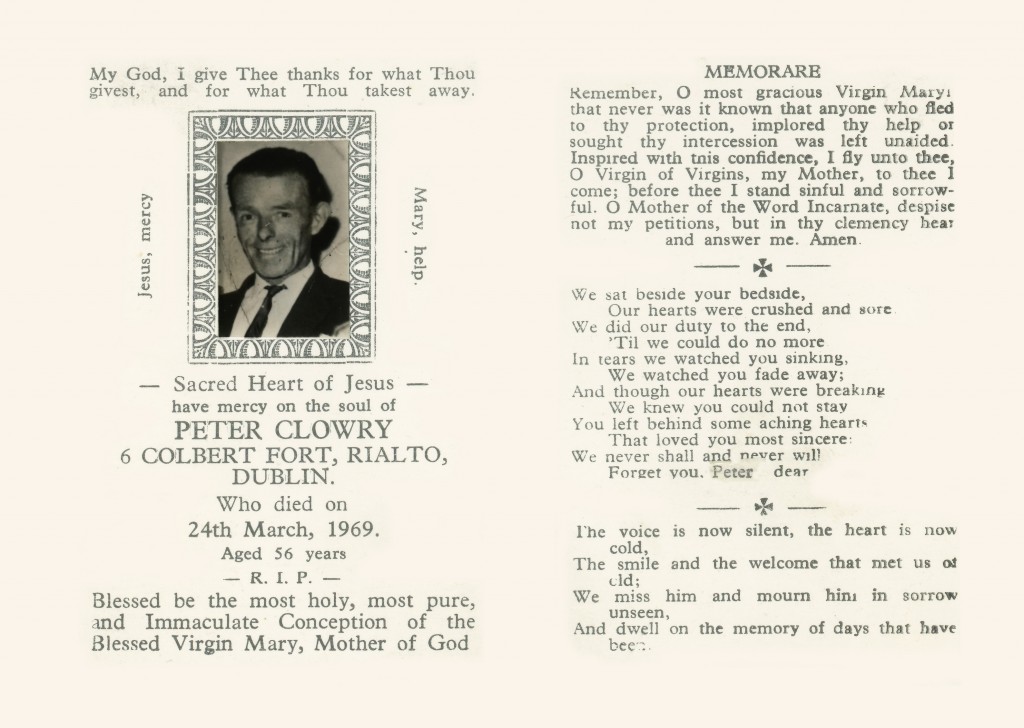 My God, I give Thee thanks for what Thou
givest, and for what Thou takest away.
Jesus, mercy
Mary, help.
— Sacred Heart of Jesus —
have mercy on the soul of
PETER CLOWRY
6 COLBERT FORT, RIALTO,
DUBLIN.
Who died on
24th March, 1969.
Aged 56 years
— R. I. P. —
Blessed be the most holy, most pure,
and Immaculate Conception of the
Blessed Virgin Mary, Mother of God
MEMORARE
Remember, O most gracious Virgin Mary,
that never was it known that anyone who fled
to thy protection, implored thy help or
sought thy intercession was left unaided.
Inspired with this confidence, I fly unto thee,
O Virgin of Virgins, my Mother, to thee I
come; before thee I stand sinful and sorrow-
ful. O Mother of the Word Incarnate, despise
not my petitions, but in thy clemency hear
and answer me. Amen.
We sat beside your bedside,
Our hearts were crushed and sore.
We did our duty to the end,
'Til we could do no more
In tears we watched you sinking,
We watched you fade away;
And though our hearts were breaking
We knew you could not stay
You left behind some aching hearts
That loved you most sincere:
We never shall and never will
Forget you, Peter dear
The voice is now silent, the heart is now
cold,
The smile and the welcome that met us of
old;
We miss him and mourn him in sorrow
unseen,
And dwell on the memory of days that have
been.